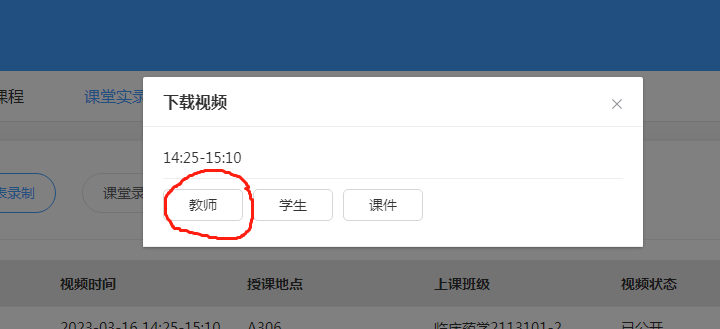 课程
课堂实录
下载视频
14:25-15:10
表录制
课堂录
教师
学生
课件
视频时间
授课地点
上课班级
视频状态
2023-03-16 14:25-15:10
A306
临床药学2113101-2
已公开